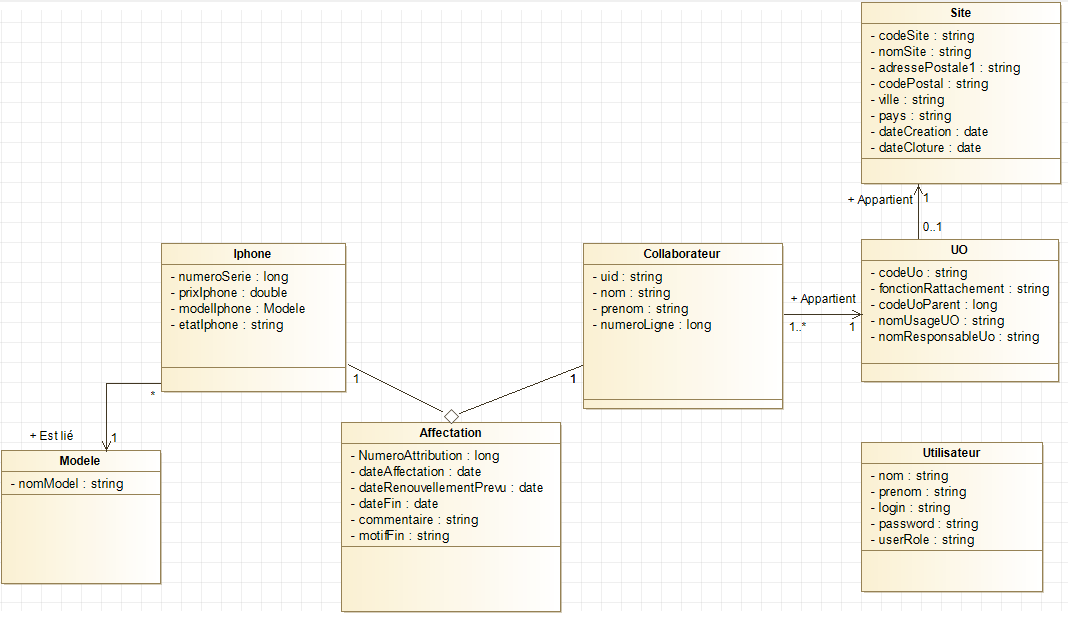 Site
- codeSite : string
- nomSite : string
- adressePostale1 : string
- codePostal : string
- ville : string
- pays : string
- dateCreation : date
- dateCloture : date
+ Appartient
1
0..1
Iphone
- numeroSerie : long
- prixIphone : double
- modelIphone : Modele
- etatIphone : string
Collaborateur
- uid : string
- nom : string
- prenom : string
- numeroLigne : long
+ Appartient
1..*
1
UO
- codeUo : string
- fonctionRattachement : string
- codeUoParent : long
- nomUsageUO : string
- nomResponsableUo : string
1
1
*
+ Est lié
1
Modele
- nomModel : string
Affectation
- NumeroAttribution : long
- dateAffectation : date
- dateRenouvellementPrevu : date
- dateFin : date
- commentaire : string
- motifFin : string
Utilisateur
- nom : string
- prenom : string
- login : string
- password : string
- userRole : string